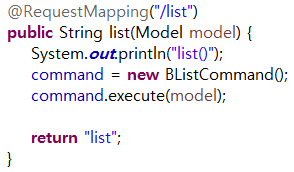 @RequestMapping("/list")
public String list(Model model) {
System.out.println("list()");
command = new BListCommand();
command.execute(model);
return "list";
}